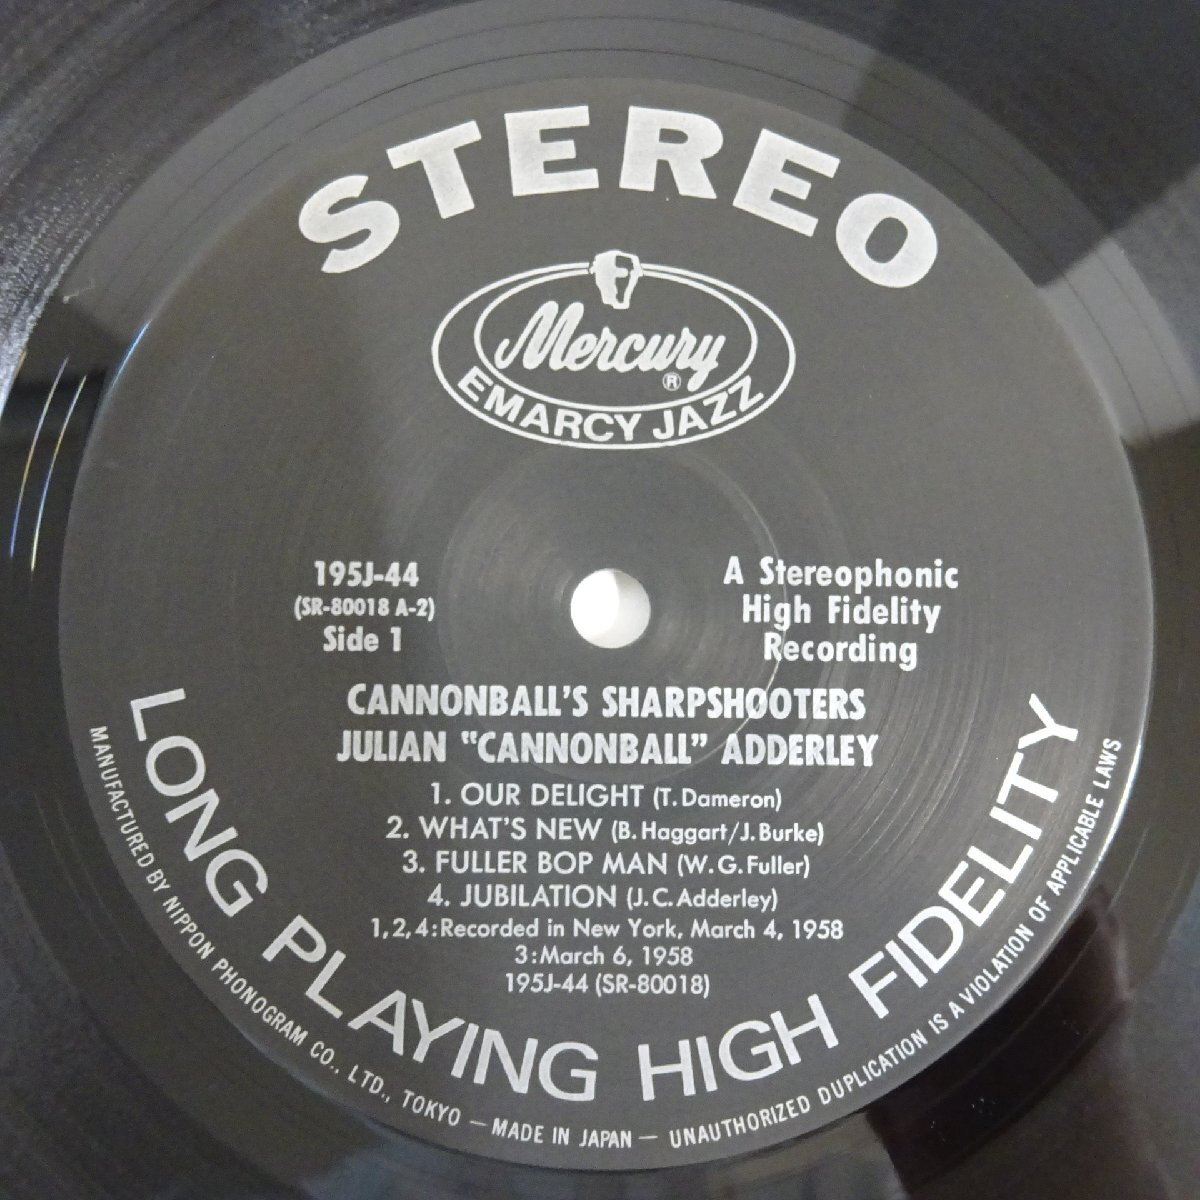 STEREO
Mercury
®
EMARCY JAZZ
195J-44
(SR-80018 A-2)
Side 1
A Stereophonic
High Fidelity
Recording
CANNONBALL'S SHARPSHOOTERS
JULIAN "CANNONBALL" ADDERLEY
1. OUR DELIGHT (T. Dameron)
2. WHAT'S NEW (B. Haggart/J. Burke)
3. FULLER BOP MAN (W. G. Fuller)
4. JUBILATION (J. C. Adderley)
1,2,4:Recorded in New York, March 4, 1958
3:March 6, 1958
195J-44 (SR-80018)
LONG PLAYING HIGH FIDELITY
MANUFACTURED BY NIPPON PHONOGRAM CO., LTD., TOKYO — MADE IN JAPAN — UNAUTHORIZED DUPLICATION IS A VIOLATION OF APPLICABLE LAWS